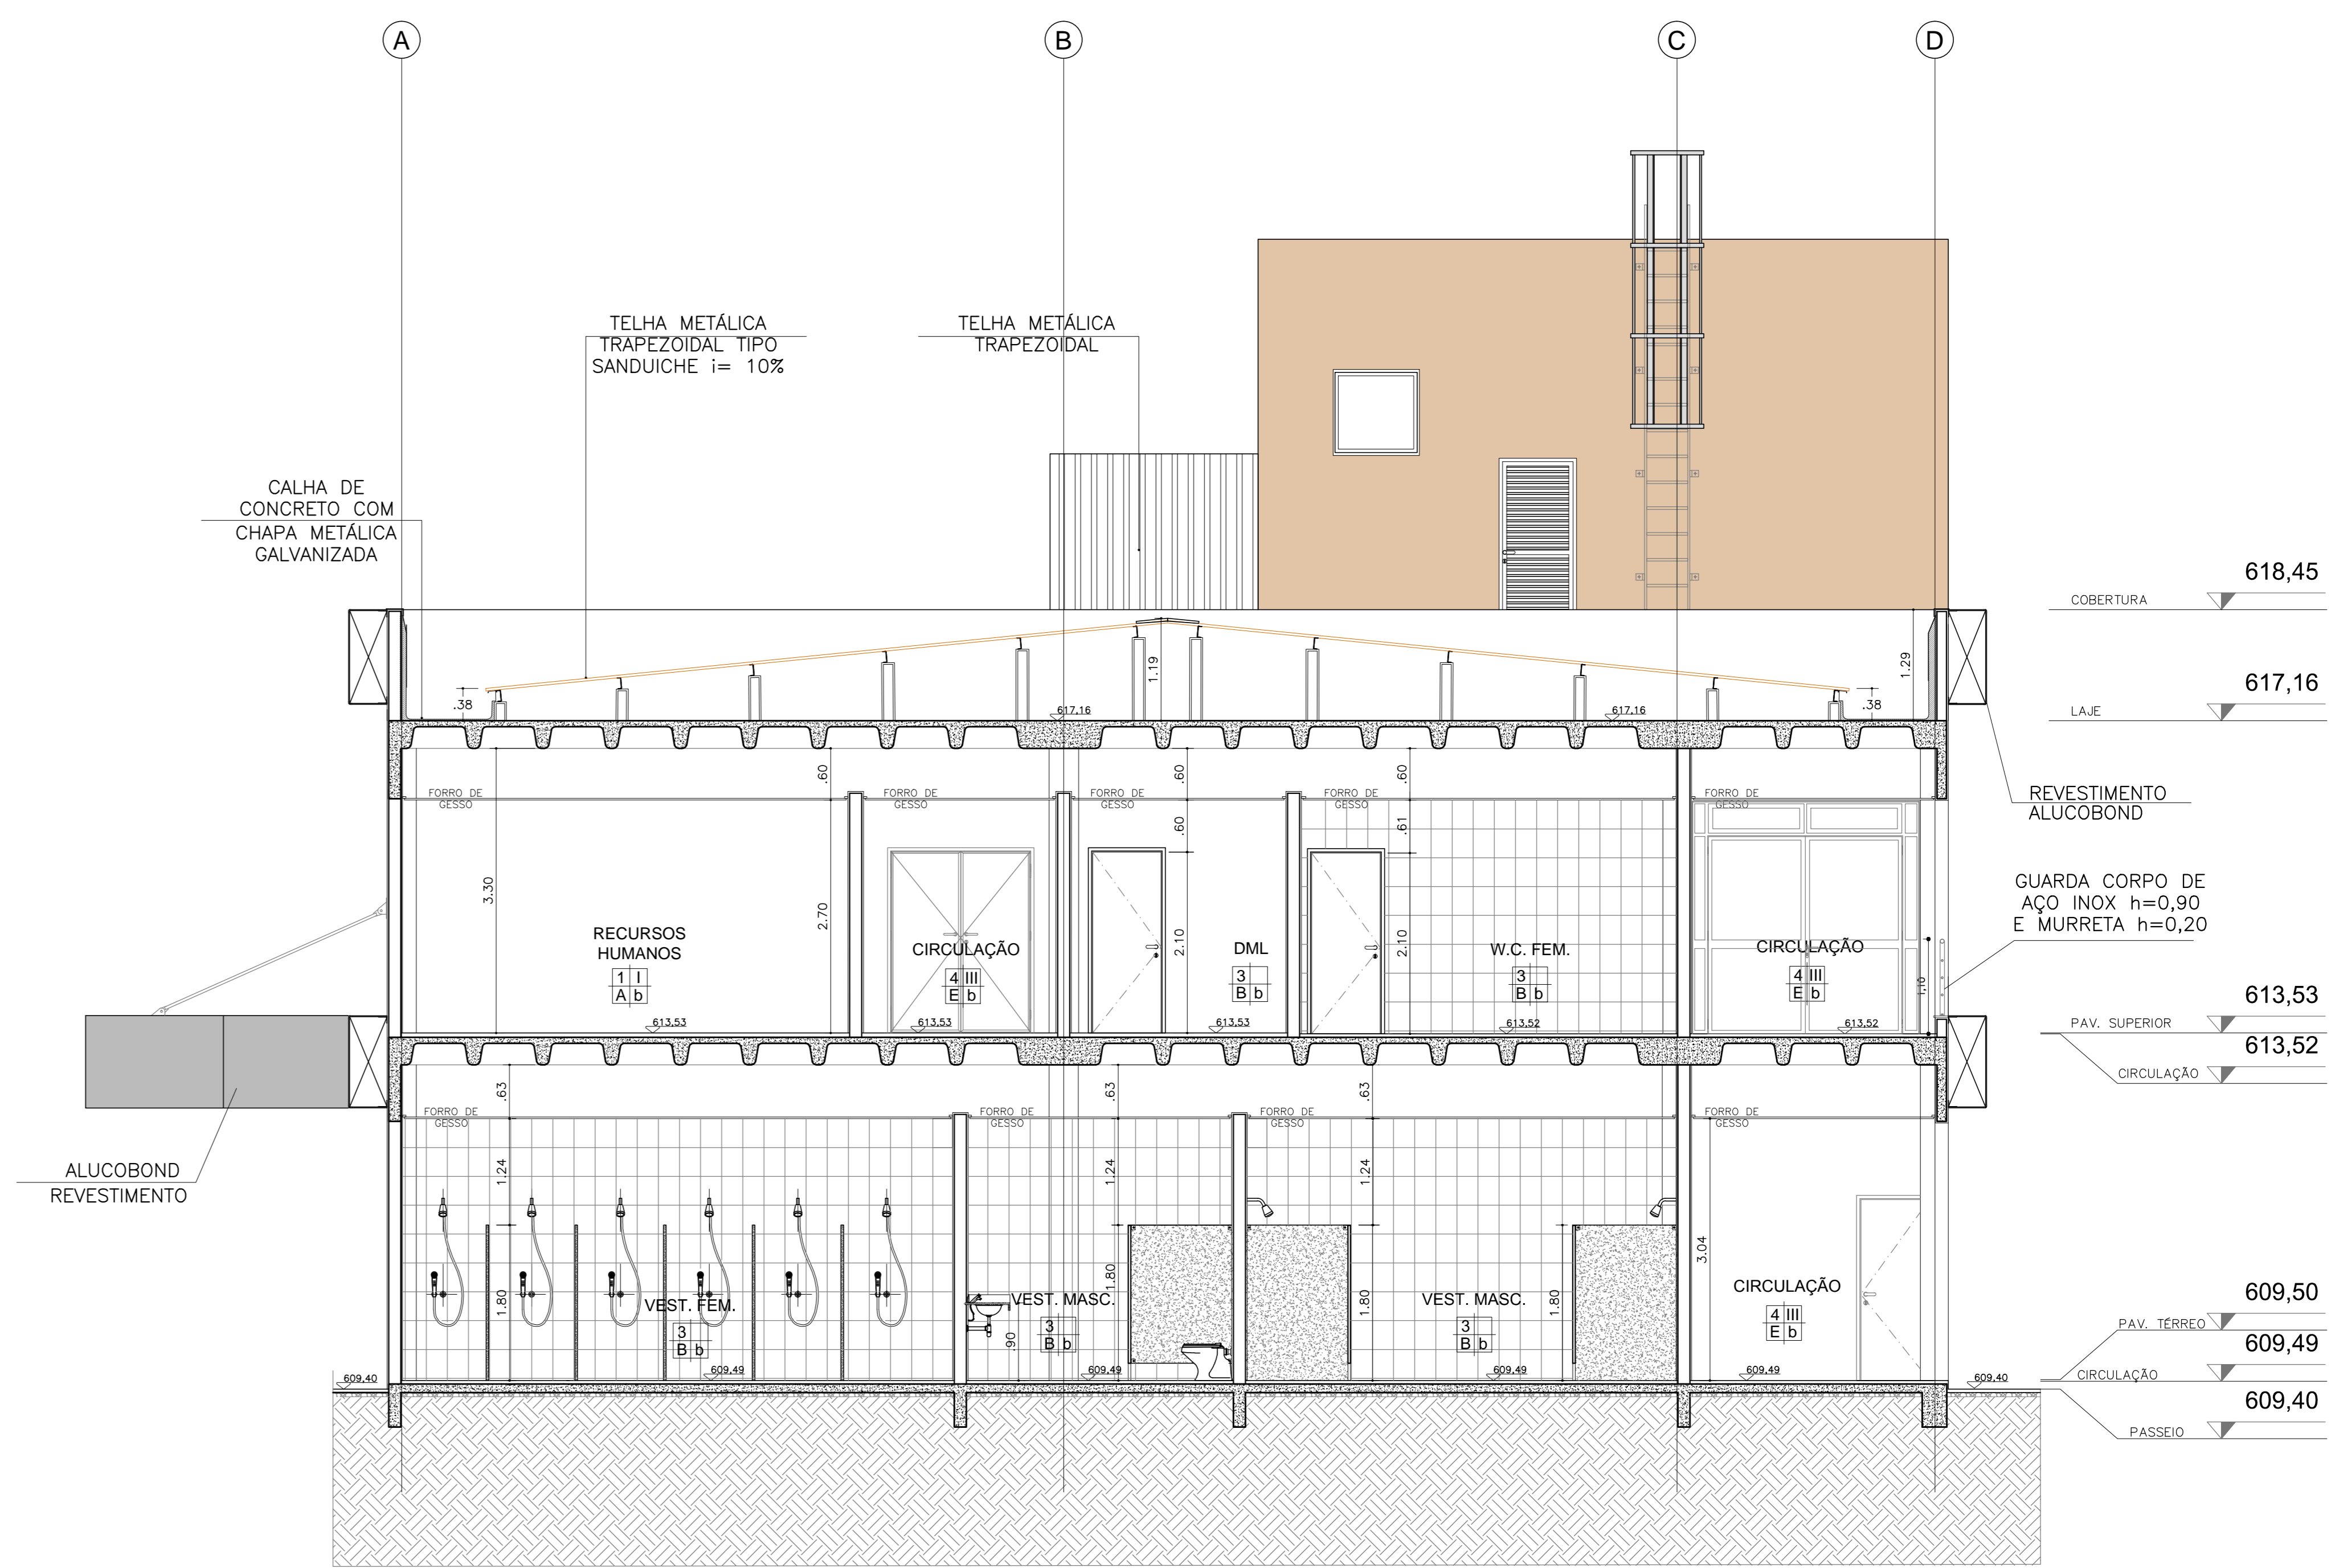 A
B
C
D
TELHA METÁLICA
TRAPEZOIDAL TIPO
SANDUICHE i= 10%
TELHA METÁLICA
TRAPEZOIDAL
CALHA DE
CONCRETO COM
CHAPA METÁLICA
GALVANIZADA
618,45
COBERTURA
617,16
LAJE
.38
1.19
1.29
.38
617,16
617,16
REVESTIMENTO
ALUCOBOND
.60
.60
.60
FORRO DE
GESSO
FORRO DE
GESSO
FORRO DE
GESSO
FORRO DE
GESSO
FORRO DE
GESSO
.60
.61
3.30
2.70
2.10
2.10
1,10
GUARDA CORPO DE
AÇO INOX h=0,90
E MURRETA h=0,20
RECURSOS
HUMANOS
1 I
A b
CIRCULAÇÃO
4 III
E b
DML
3
B b
W.C. FEM.
3
B b
CIRCULAÇÃO
4 III
E b
613,53
613,53
613,53
613,52
613,52
613,53
PAV. SUPERIOR
613,52
CIRCULAÇÃO
.63
.63
.63
FORRO DE
GESSO
FORRO DE
GESSO
FORRO DE
GESSO
FORRO DE
GESSO
ALUCOBOND
REVESTIMENTO
1.24
1.24
1.24
1.80
1.80
1.80
1.80
.90
3.04
VEST. FEM.
3
B b
VEST. MASC.
3
B b
VEST. MASC.
3
B b
CIRCULAÇÃO
4 III
E b
609,40
609,49
609,49
609,49
609,49
609,40
609,50
PAV. TÉRREO
609,49
CIRCULAÇÃO
609,40
PASSEIO